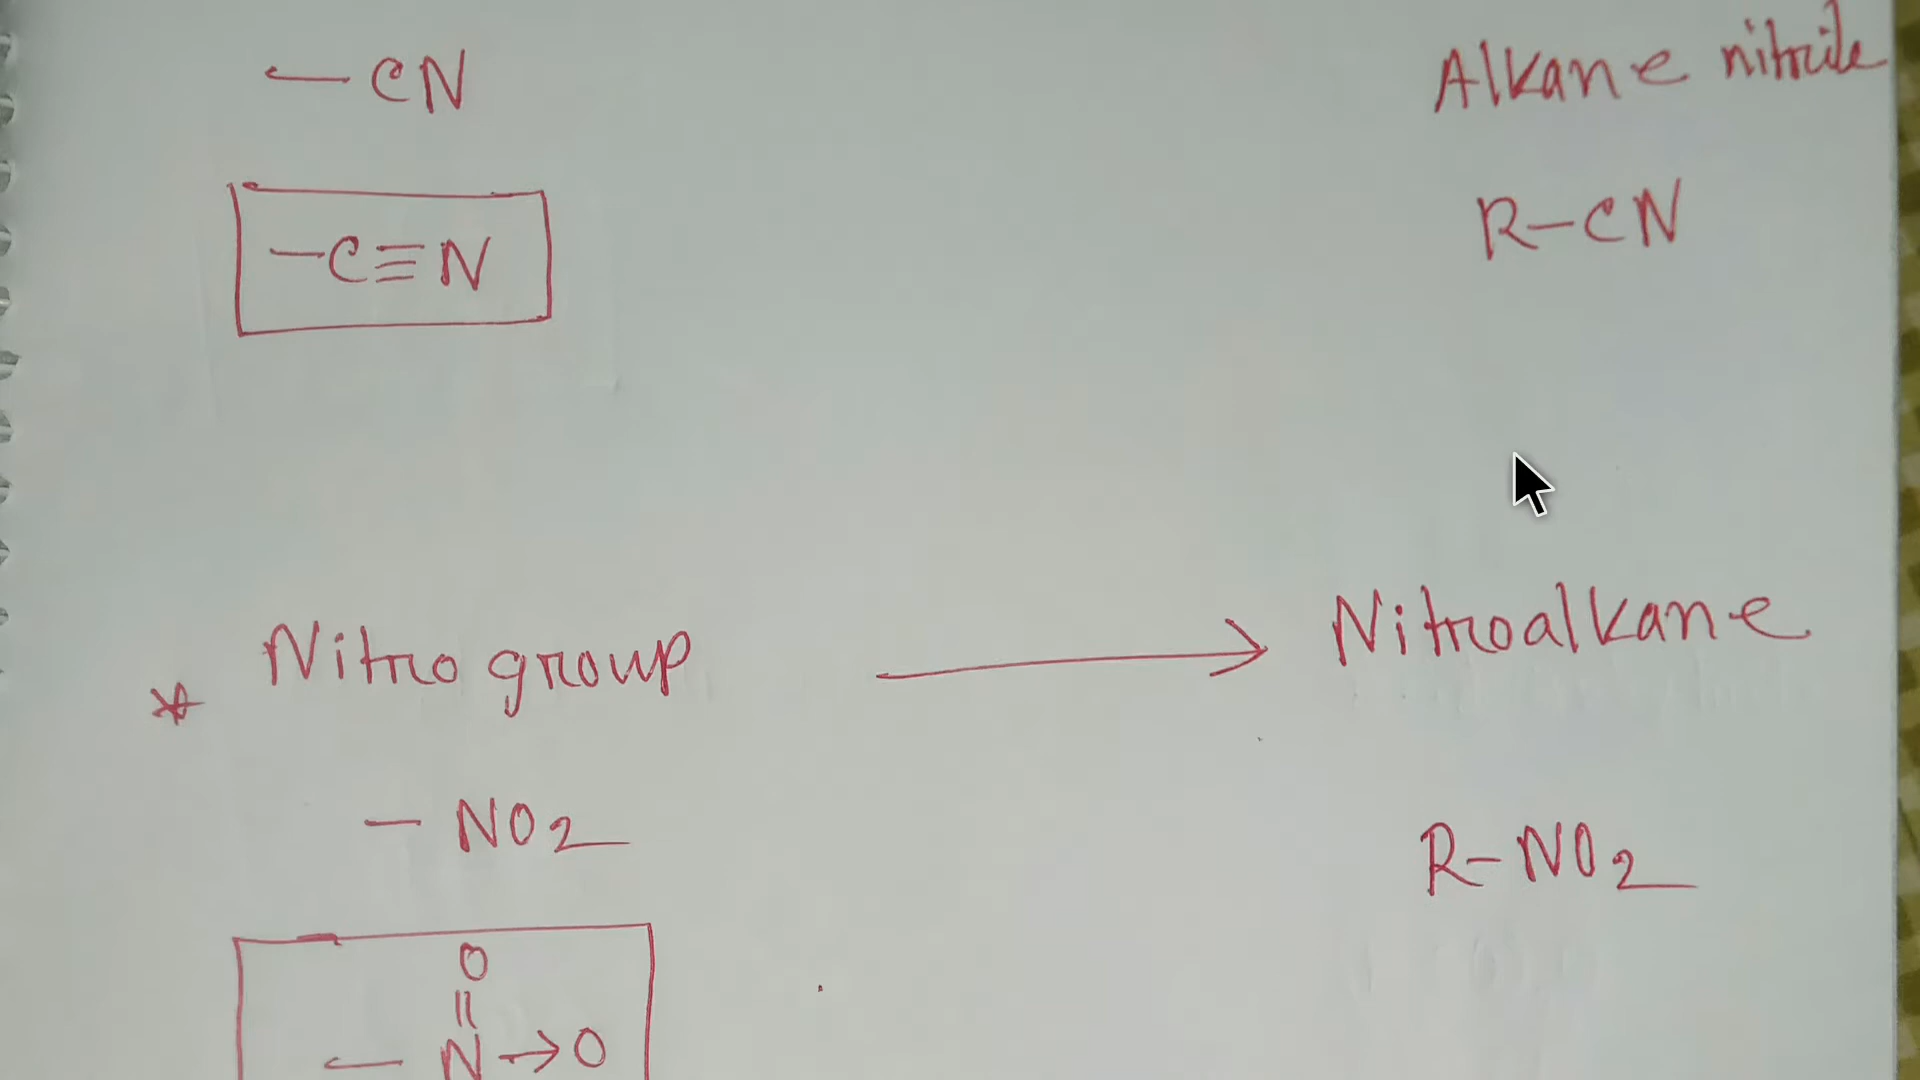 —CN Alkane nitrile
—C≡N R—CN
* Nitro group → Nitroalkane
—NO2 R—NO2
O
||
—N→O